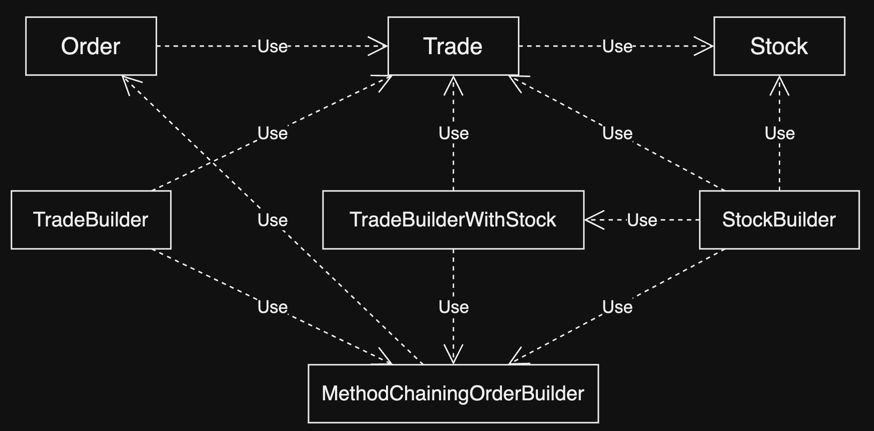 Order
Use
Trade
Use
Stock
Use
Use
Use
Use
TradeBuilder
Use
TradeBuilderWithStock
Use
StockBuilder
Use
Use
Use
MethodChainingOrderBuilder